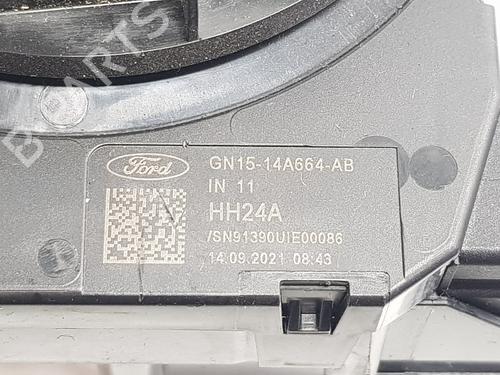 B-PARTS
Ford
GN15-14A664-AB
IN 11
HH24A
/SN91390UIE00086
14.09.2021 08:43